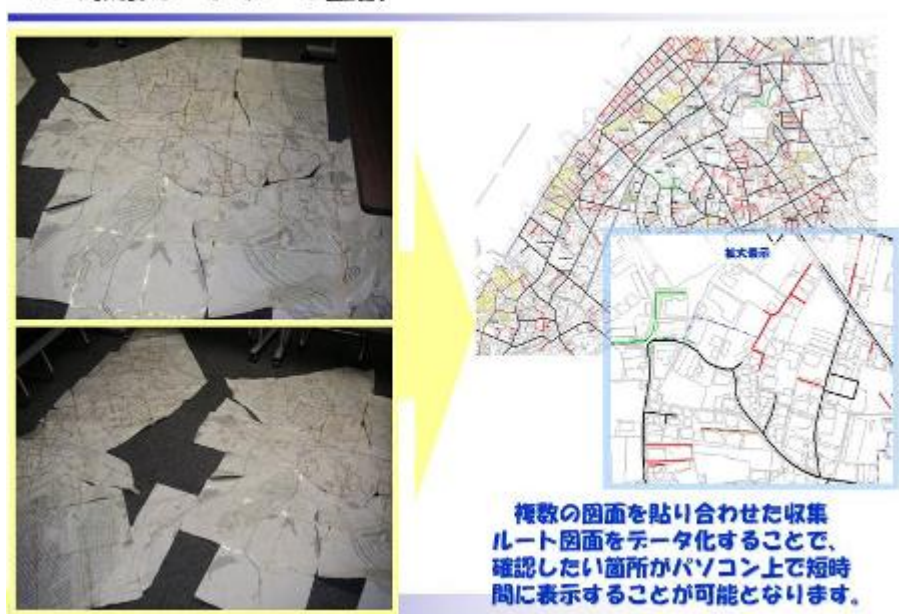 拡大表示
複数の図面を貼り合わせた収集
ルート図面をデータ化することで、
確認したい箇所がパソコン上で短時
間に表示することが可能となります。